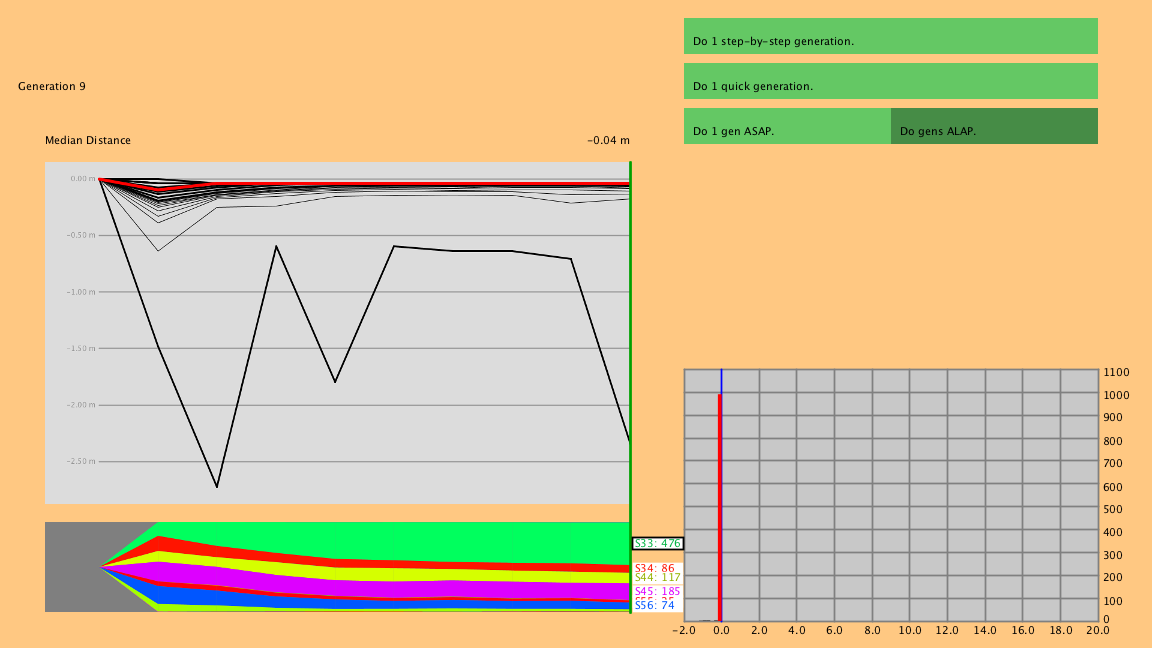 Do 1 step-by-step generation.
Generation 9
Do 1 quick generation.
Do 1 gen ASAP.
Do gens ALAP.
Median Distance
-0.04 m
0.00 m
-0.50 m
-1.00 m
-1.50 m
-2.00 m
-2.50 m
S33: 476
S34: 86
S44: 117
S45: 185
S56: 74
1100
1000
900
800
700
600
500
400
300
200
100
0
-2.0 0.0 2.0 4.0 6.0 8.0 10.0 12.0 14.0 16.0 18.0 20.0